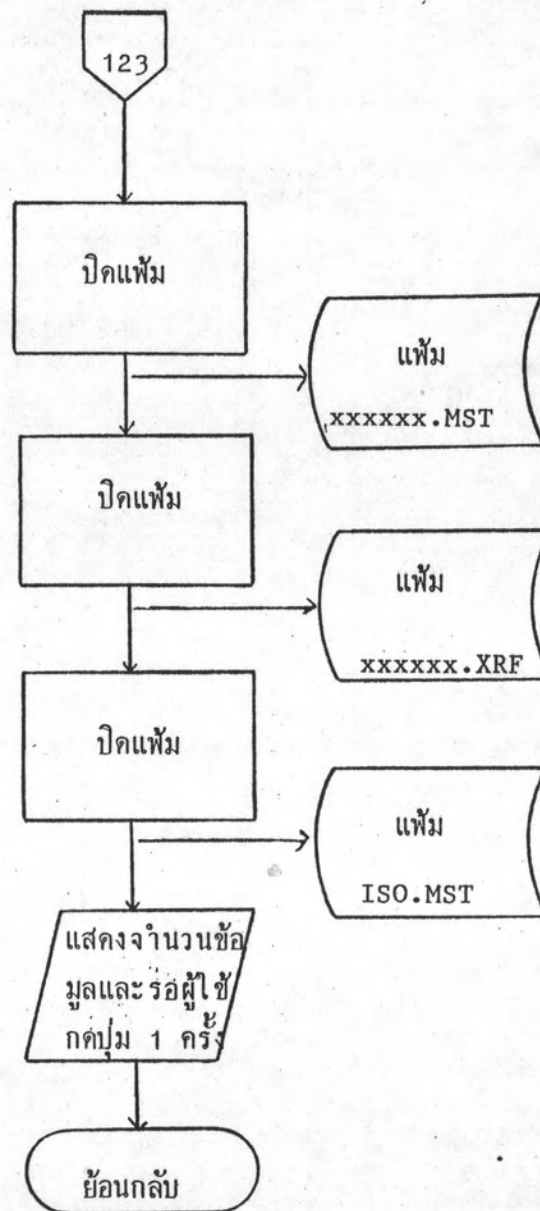 123
ปิดแฟ้ม
แฟ้ม
xxxxxx.MST
ปิดแฟ้ม
แฟ้ม
xxxxxx.XRF
ปิดแฟ้ม
แฟ้ม
ISO.MST
แสดงจำนวนข้อ
มูลและรอผู้ใช้
กดปุ่ม 1 ครั้ง
ย้อนกลับ